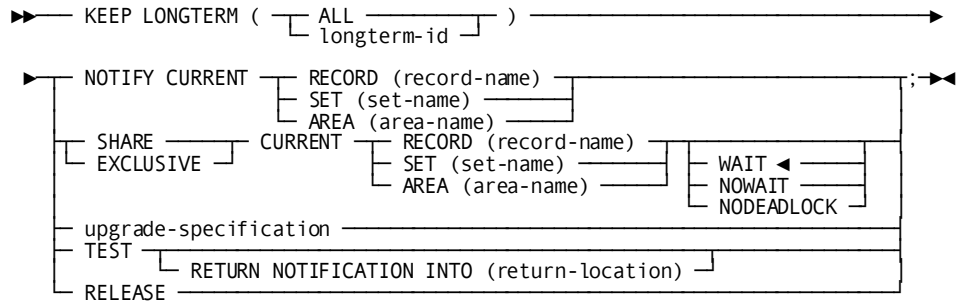 KEEP LONGTERM ( ALL )
longterm-id
NOTIFY CURRENT RECORD (record-name) ;
SET (set-name)
AREA (area-name)
SHARE CURRENT RECORD (record-name)
EXCLUSIVE SET (set-name) WAIT ◄
AREA (area-name) NOWAIT
NODEADLOCK
upgrade-specification
TEST
RETURN NOTIFICATION INTO (return-location)
RELEASE